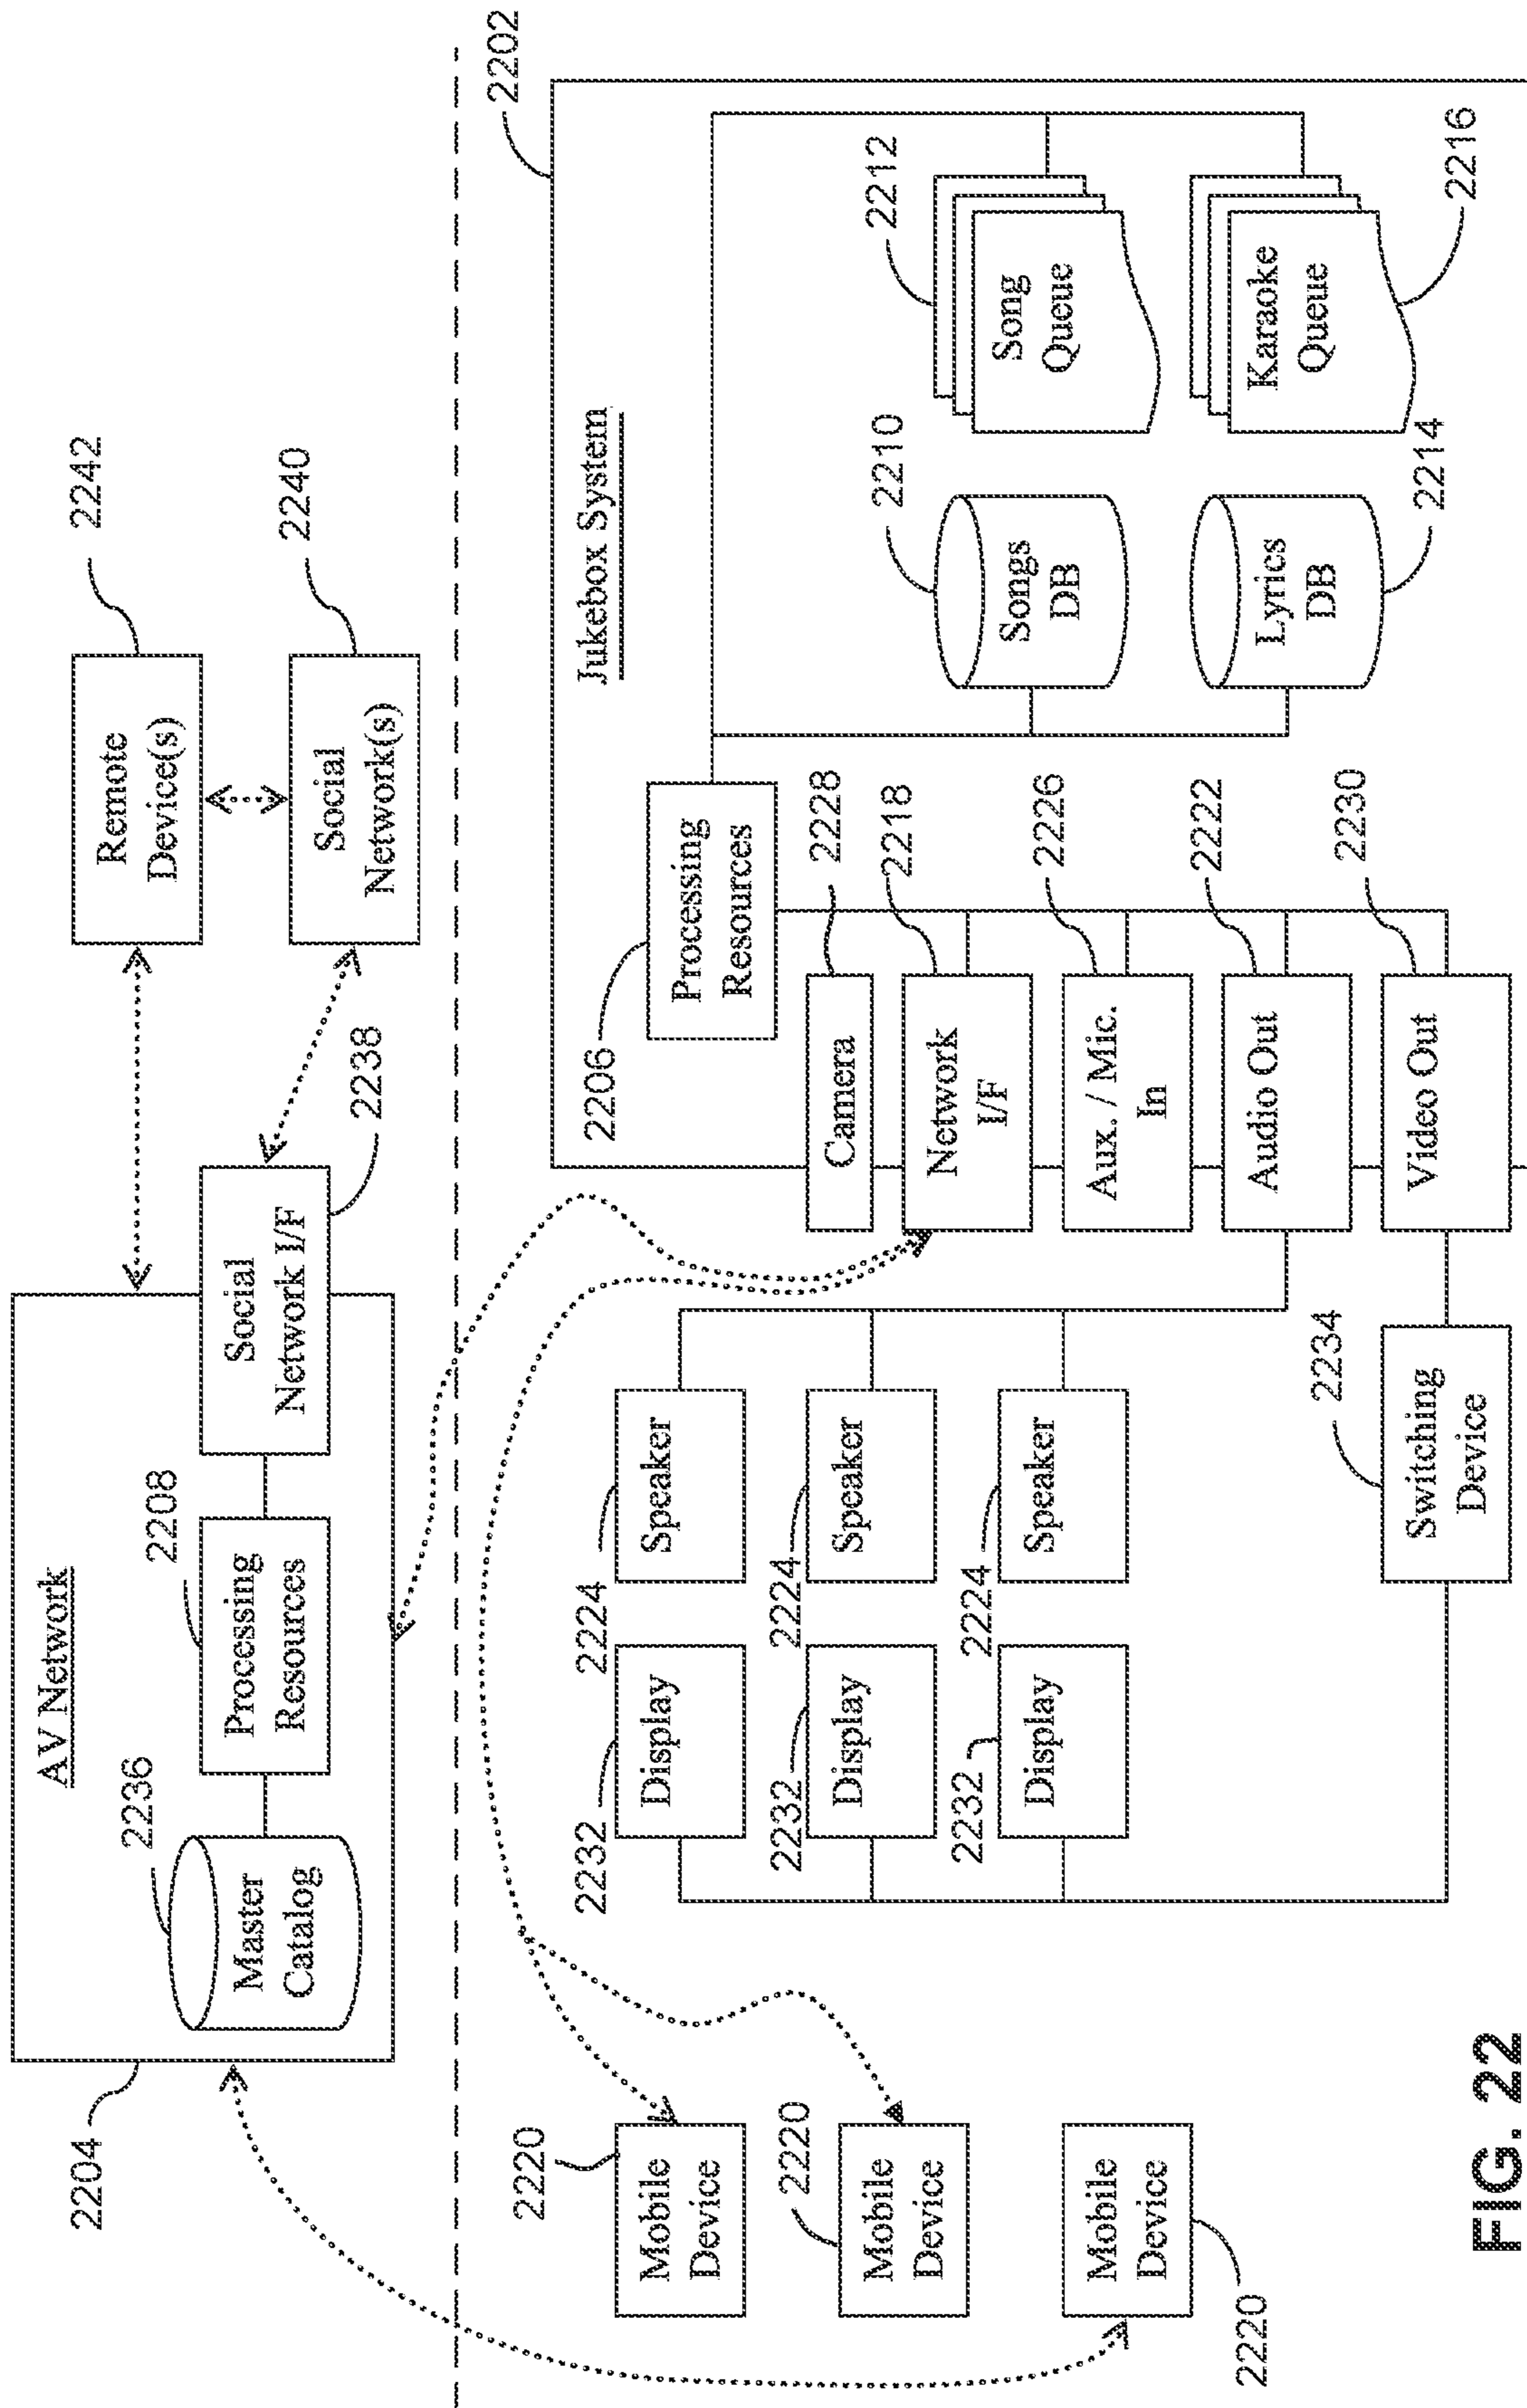 2204
AV Network
2236
Master
Catalog
2208
Processing
Resources
Social
Network I/F
2238
Remote
Device(s)
2242
Social
Network(s)
2240
2220
Mobile
Device
2220
Mobile
Device
2220
Mobile
Device
2232
Display
2232
Display
2232
Display
2224
Speaker
2224
Speaker
2224
Speaker
2234
Switching
Device
2202
Jukebox System
2206
Processing
Resources
Camera
2228
Network
I/F
2218
Aux. / Mic.
In
2226
Audio Out
2222
Video Out
2230
2210
Songs
DB
2212
Song
Queue
Lyrics
DB
2214
Karaoke
Queue
2216
FIG. 22